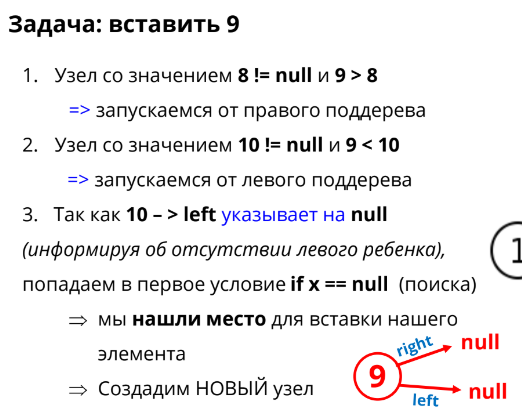 Задача: вставить 9
1. Узел со значением 8 != null и 9 > 8
=> запускаемся от правого поддерева
2. Узел со значением 10 != null и 9 < 10
=> запускаемся от левого поддерева
3. Так как 10 – > left указывает на null
(информируя об отсутствии левого ребенка),
попадаем в первое условие if x == null (поиска)
⇒ мы нашли место для вставки нашего
элемента
⇒ Создадим НОВЫЙ узел
9
right
null
left
null